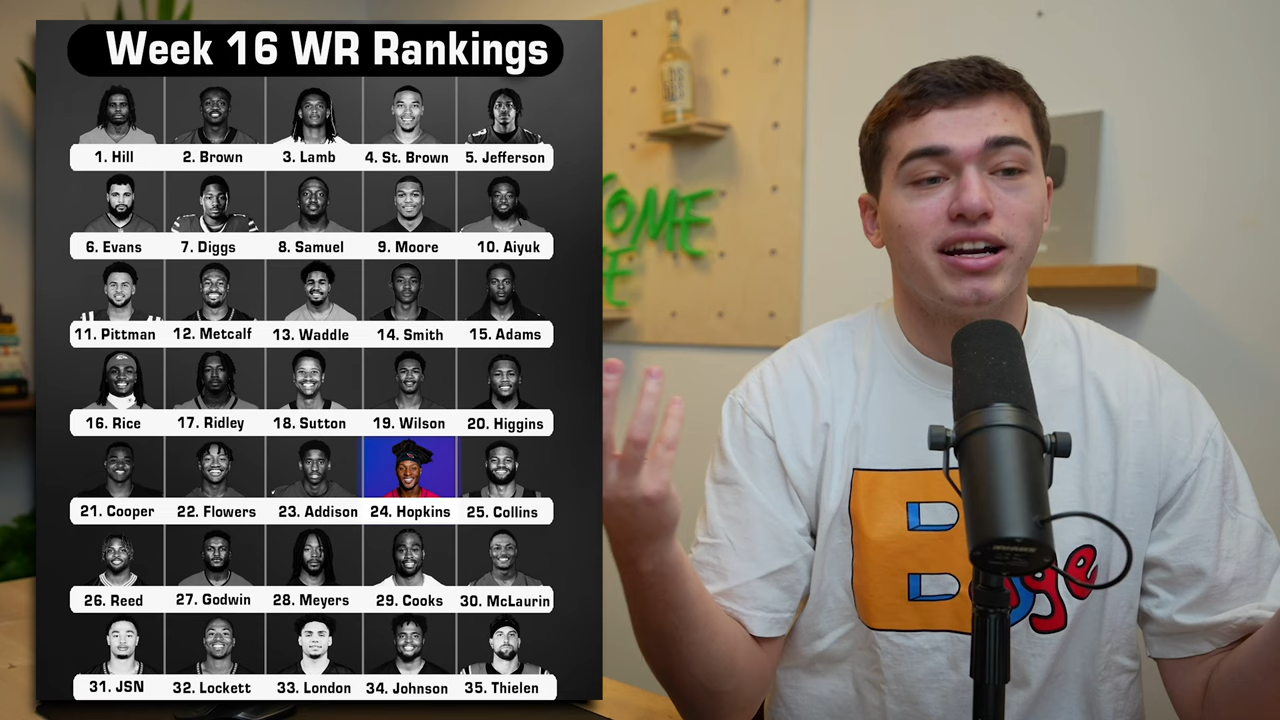 Week 16 WR Rankings
1. Hill 2. Brown 3. Lamb 4. St. Brown 5. Jefferson
6. Evans 7. Diggs 8. Samuel 9. Moore 10. Aiyuk
11. Pittman 12. Metcalf 13. Waddle 14. Smith 15. Adams
16. Rice 17. Ridley 18. Sutton 19. Wilson 20. Higgins
21. Cooper 22. Flowers 23. Addison 24. Hopkins 25. Collins
26. Reed 27. Godwin 28. Meyers 29. Cooks 30. McLaurin
31. JSN 32. Lockett 33. London 34. Johnson 35. Thielen
OME
E